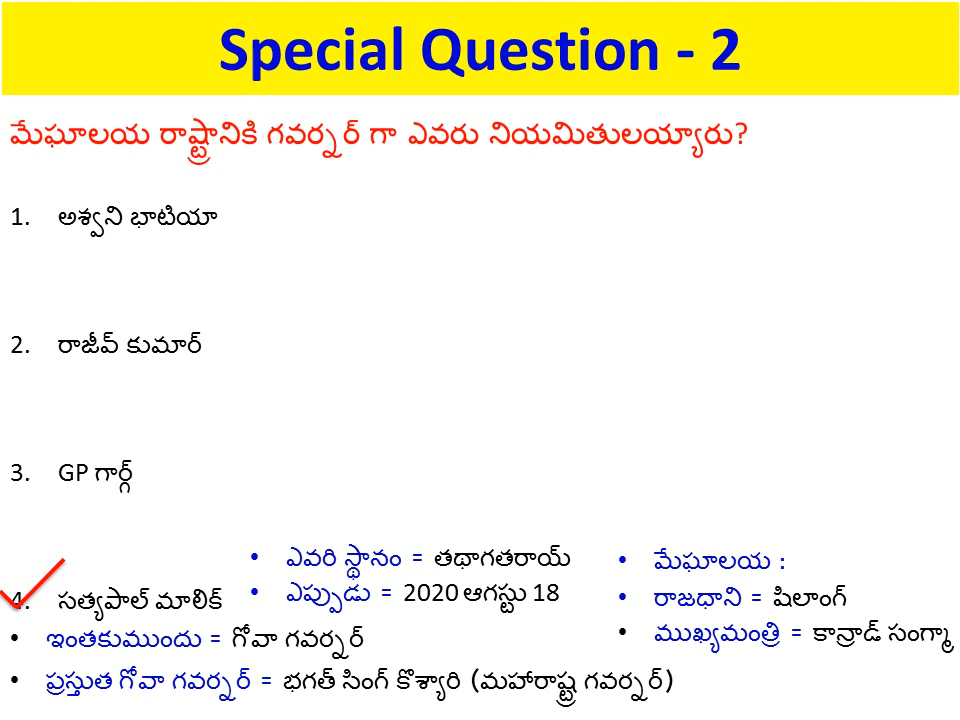 Special Question - 2
మేఘాలయ రాష్ట్రానికి గవర్నర్ గా ఎవరు నియమితులయ్యారు?
1. అశ్వని భాటియా
2. రాజీవ్ కుమార్
3. GP గార్గ్
4. సత్యపాల్ మాలిక్
• ఎవరి స్థానం = తథాగతరాయ్
• ఎప్పుడు = 2020 ఆగస్టు 18
• మేఘాలయ :
• రాజధాని = షిలాంగ్
• ముఖ్యమంత్రి = కాన్రాడ్ సంగ్మా
• ఇంతకుముందు = గోవా గవర్నర్
• ప్రస్తుత గోవా గవర్నర్ = భగత్ సింగ్ కొశ్యారి (మహారాష్ట్ర గవర్నర్)